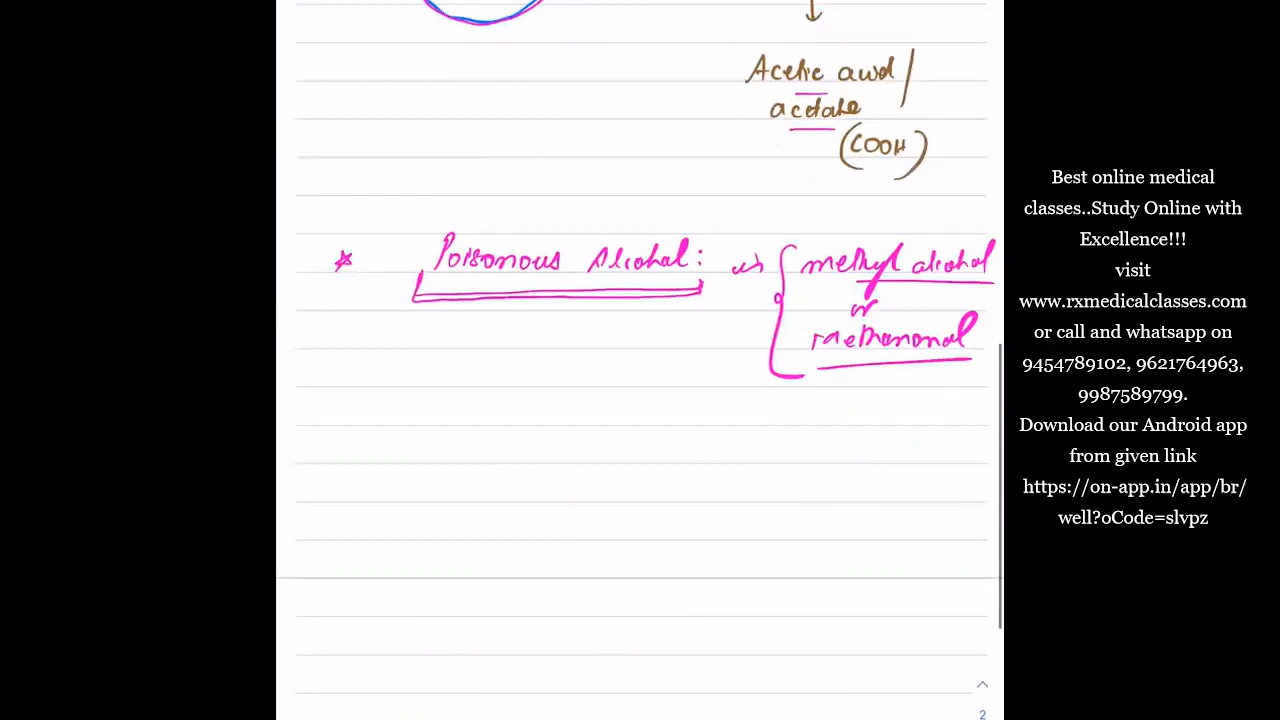 Acetic acid/
acetate
(COOH)
* Poisonous Alcohol: => methyl alcohol
or
methanonal
Best online medical
classes..Study Online with
Excellence!!!
visit
www.rxmedicalclasses.com
or call and whatsapp on
9454789102, 9621764963,
9987589799.
Download our Android app
from given link
https://on-app.in/app/br/
well?oCode=slvpz
2